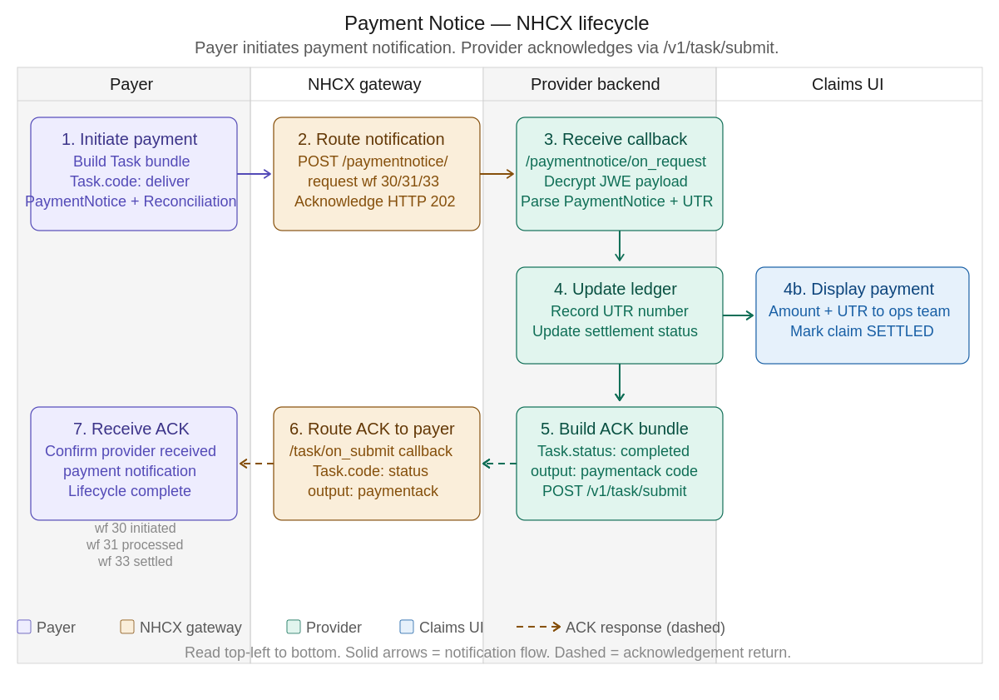 Payment Notice — NHCX lifecycle
Payer initiates payment notification. Provider acknowledges via /v1/task/submit.
Payer
NHCX gateway
Provider backend
Claims UI
1. Initiate payment
Build Task bundle
Task.code: deliver
PaymentNotice + Reconciliation
2. Route notification
POST /paymentnotice/
request wf 30/31/33
Acknowledge HTTP 202
3. Receive callback
/paymentnotice/on_request
Decrypt JWE payload
Parse PaymentNotice + UTR
4. Update ledger
Record UTR number
Update settlement status
4b. Display payment
Amount + UTR to ops team
Mark claim SETTLED
7. Receive ACK
Confirm provider received
payment notification
Lifecycle complete
6. Route ACK to payer
/task/on_submit callback
Task.code: status
output: paymentack
5. Build ACK bundle
Task.status: completed
output: paymentack code
POST /v1/task/submit
wf 30 initiated
wf 31 processed
wf 33 settled
Payer
NHCX gateway
Provider
Claims UI
ACK response (dashed)
Read top-left to bottom. Solid arrows = notification flow. Dashed = acknowledgement return.